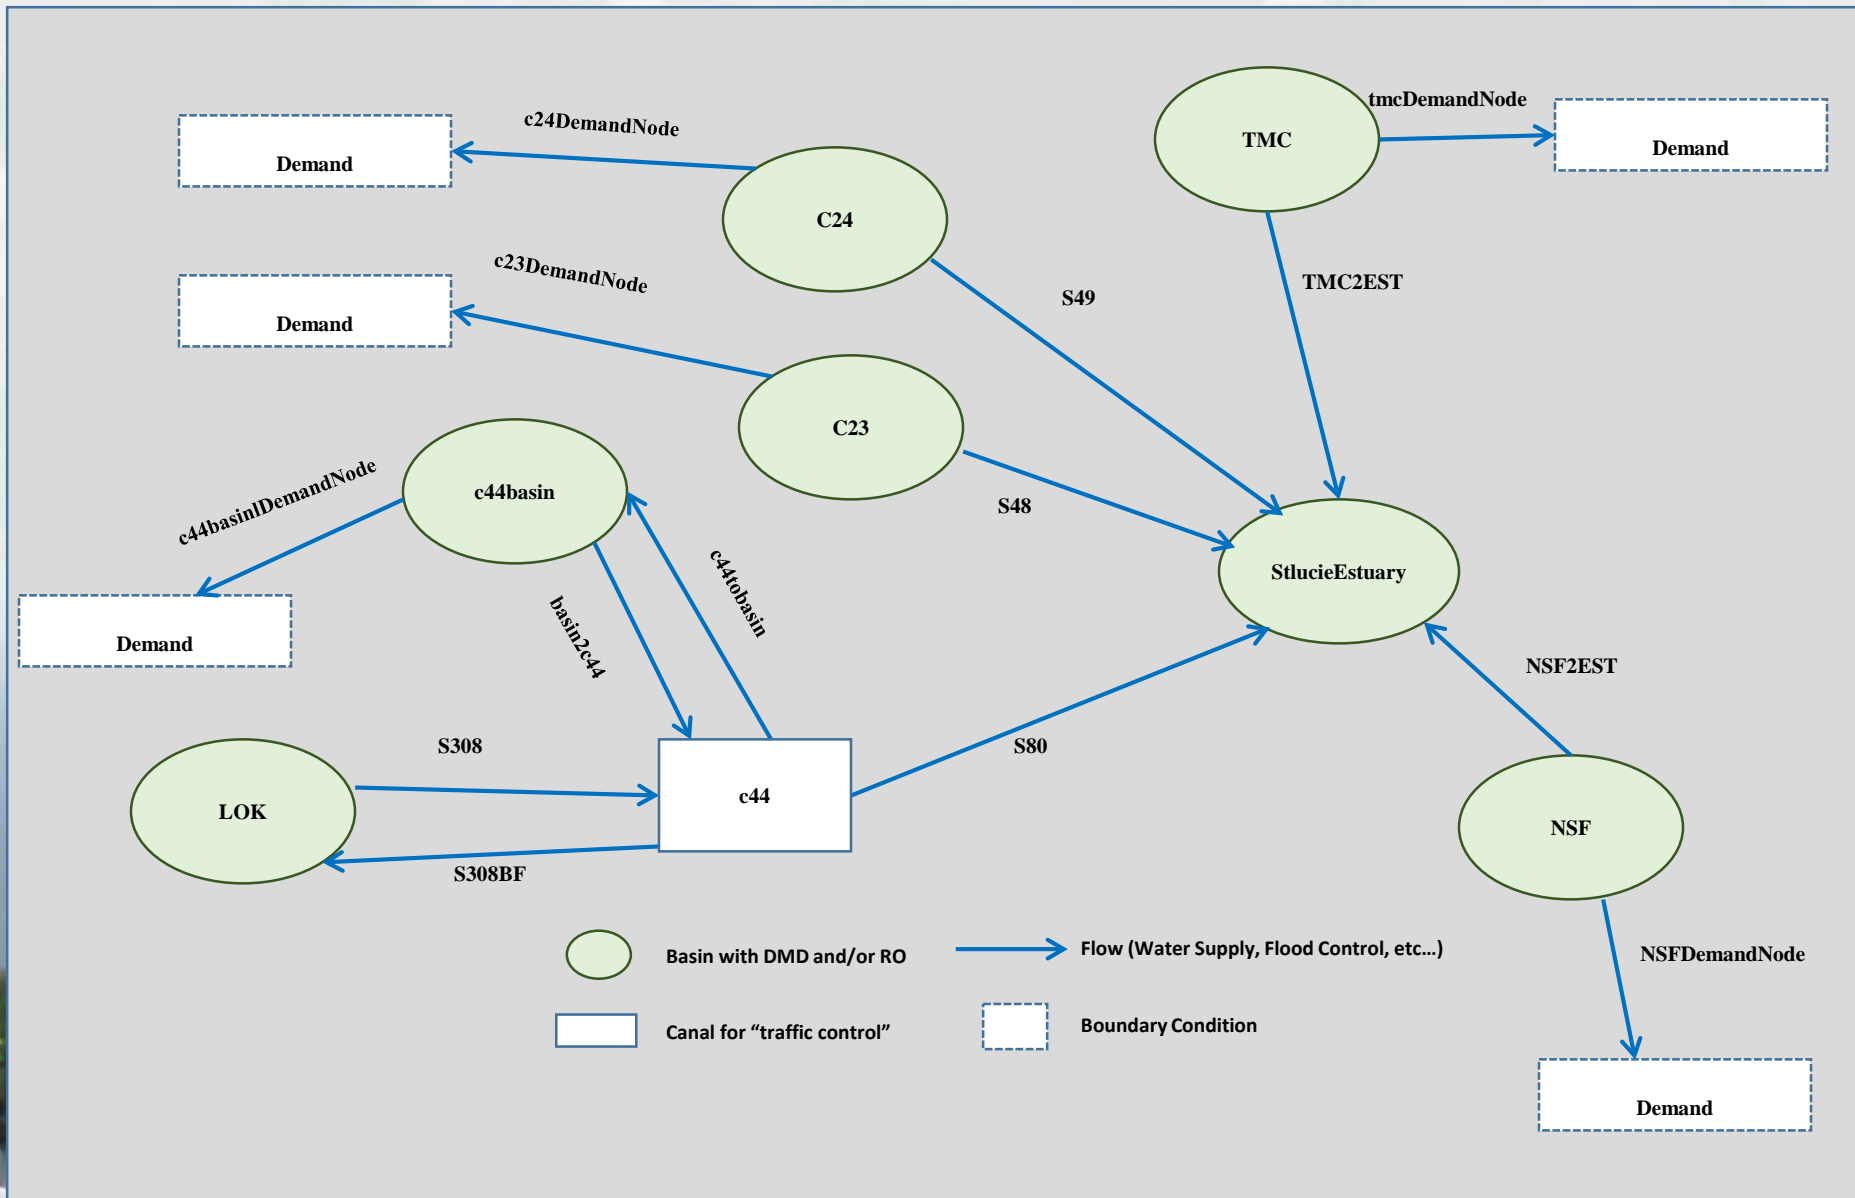 tmcDemandNode
c24DemandNode
TMC
Demand
Demand
C24
c23DemandNode
TMC2EST
S49
Demand
C23
c44basin
c44basinlDemandNode
S48
StlucieEstuary
c44tobasin
basin2c44
Demand
NSF2EST
S308
S80
c44
LOK
NSF
S308BF
Basin with DMD and/or RO
Flow (Water Supply, Flood Control, etc…)
NSFDemandNode
Canal for “traffic control”
Boundary Condition
Demand